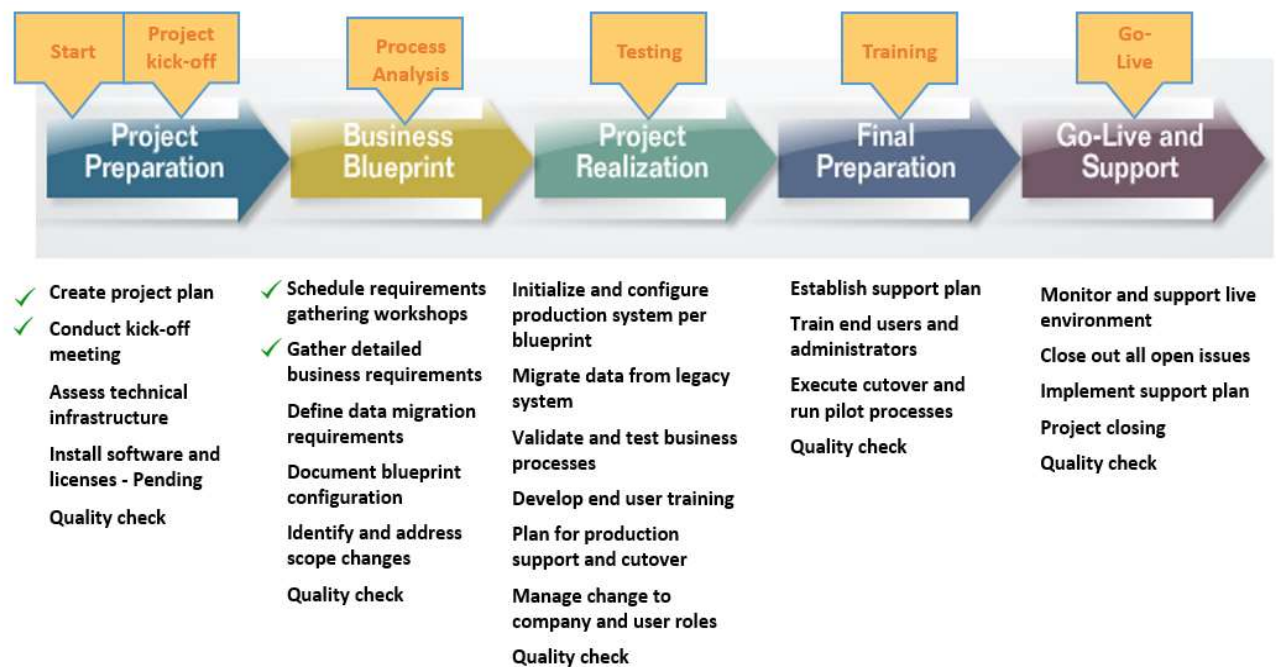 Start
Project
kick-off
Process
Analysis
Testing
Training
Go-
Live
Project
Preparation
Business
Blueprint
Project
Realization
Final
Preparation
Go-Live and
Support
Create project plan
Conduct kick-off
meeting
Assess technical
infrastructure
Install software and
licenses - Pending
Quality check
Schedule requirements
gathering workshops
Gather detailed
business requirements
Define data migration
requirements
Document blueprint
configuration
Identify and address
scope changes
Quality check
Initialize and configure
production system per
blueprint
Migrate data from legacy
system
Validate and test business
processes
Develop end user training
Plan for production
support and cutover
Manage change to
company and user roles
Quality check
Establish support plan
Train end users and
administrators
Execute cutover and
run pilot processes
Quality check
Monitor and support live
environment
Close out all open issues
Implement support plan
Project closing
Quality check